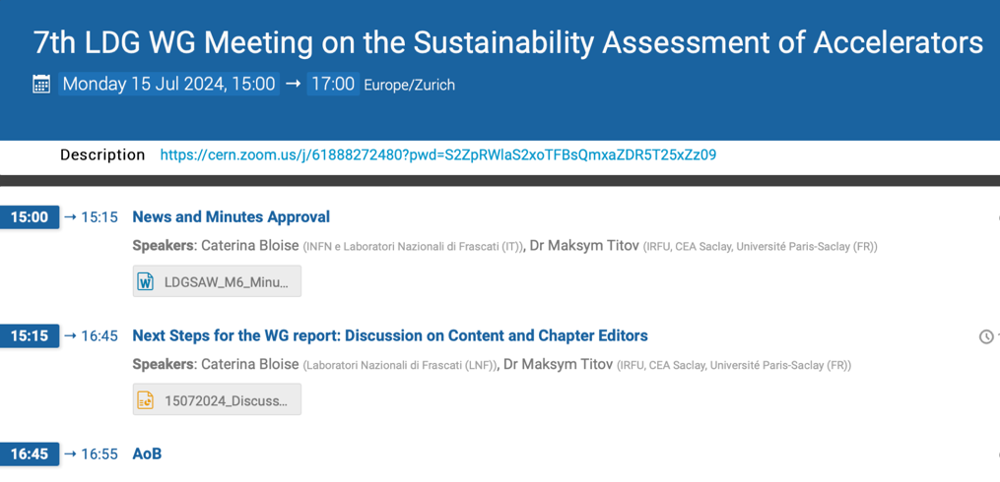 7th LDG WG Meeting on the Sustainability Assessment of Accelerators
Monday 15 Jul 2024, 15:00 → 17:00 Europe/Zurich
Description https://cern.zoom.us/j/61888272480?pwd=S2ZpRWlaS2xoTFBsQmxaZDR5T25xZz09
15:00 → 15:15 News and Minutes Approval
Speakers: Caterina Bloise (INFN e Laboratori Nazionali di Frascati (IT)), Dr Maksym Titov (IRFU, CEA Saclay, Université Paris-Saclay (FR))
LDGSAW_M6_Minu...
15:15 → 16:45 Next Steps for the WG report: Discussion on Content and Chapter Editors
Speakers: Caterina Bloise (Laboratori Nazionali di Frascati (LNF)), Dr Maksym Titov (IRFU, CEA Saclay, Université Paris-Saclay (FR))
15072024_Discuss...
16:45 → 16:55 AoB